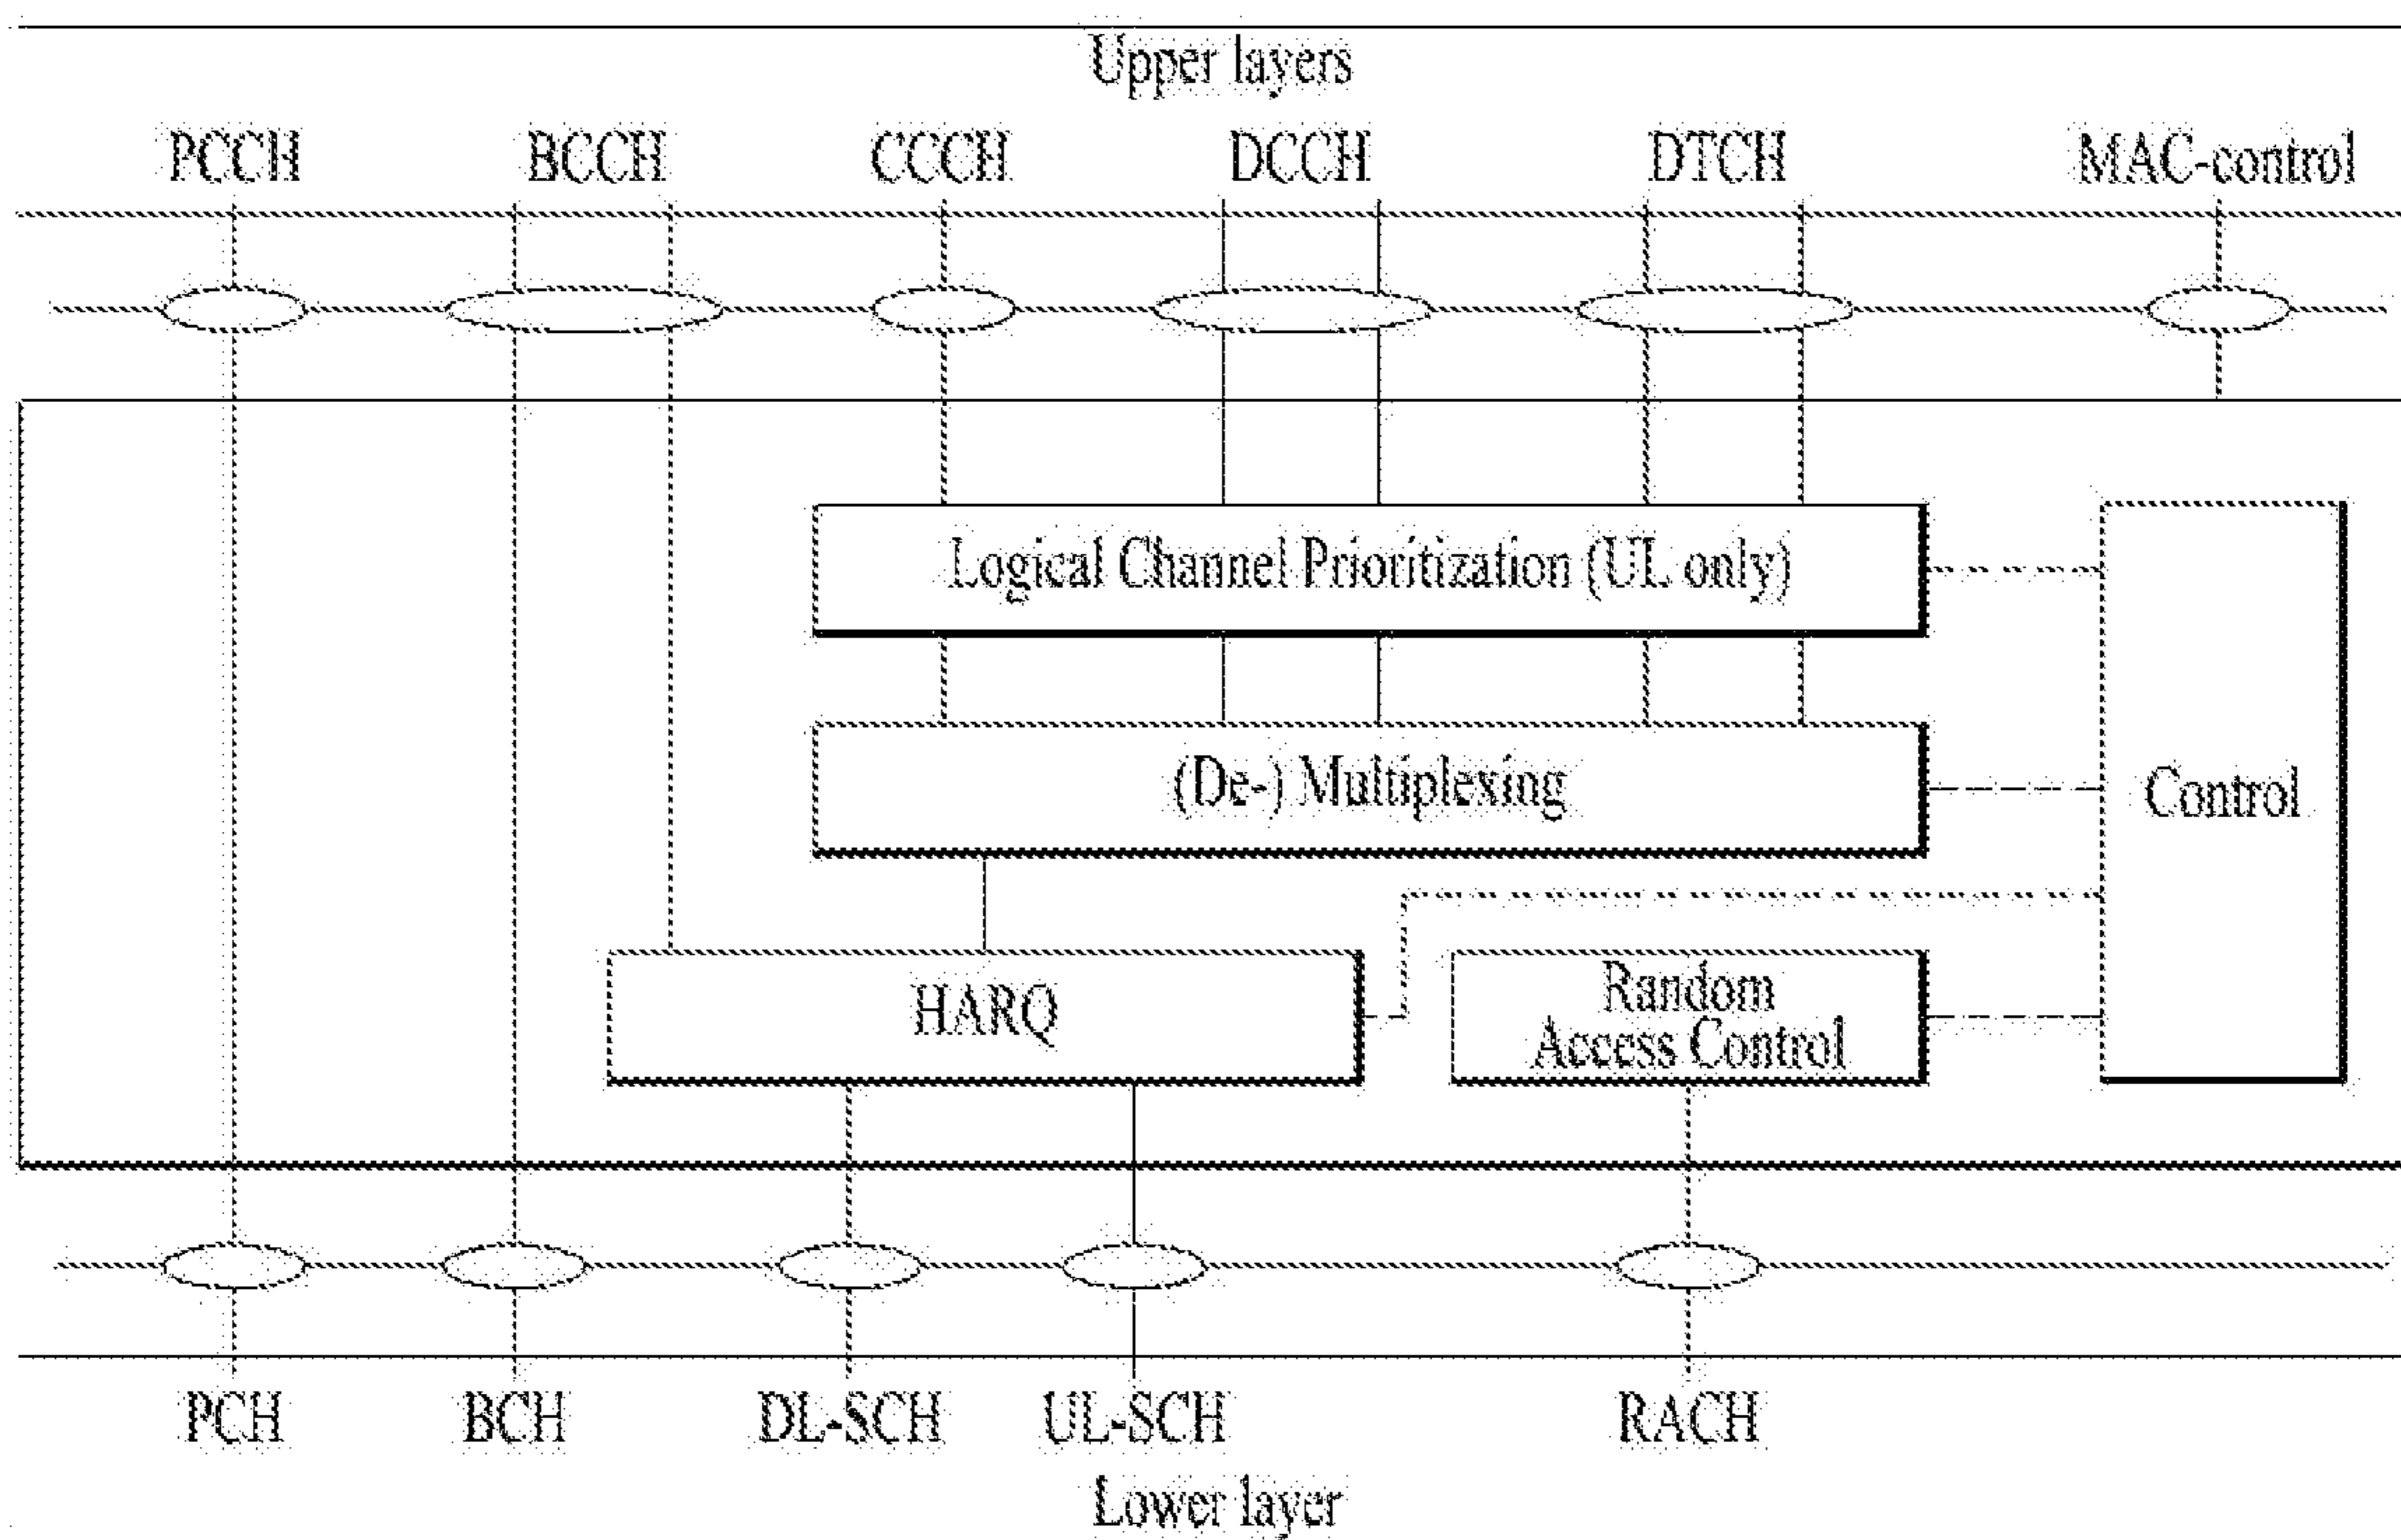 Upper layers
PCCH BCCH CCCH DCCH DTCH MAC-control
Logical Channel Prioritization (UL only)
(De-) Multiplexing
Control
HARQ
Random
Access Control
PCH BCH DL-SCH UL-SCH RACH
Lower layer